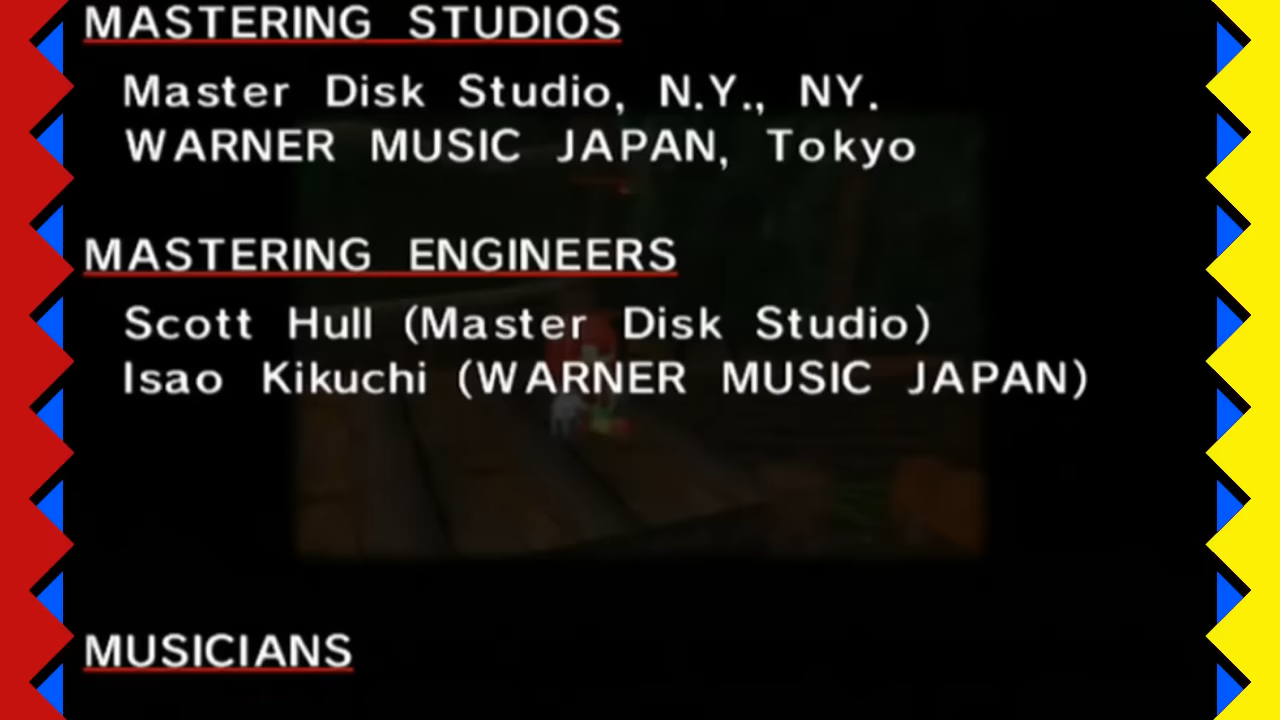 MASTERING STUDIOS
Master Disk Studio, N.Y., NY.
WARNER MUSIC JAPAN, Tokyo
MASTERING ENGINEERS
Scott Hull (Master Disk Studio)
Isao Kikuchi (WARNER MUSIC JAPAN)
MUSICIANS